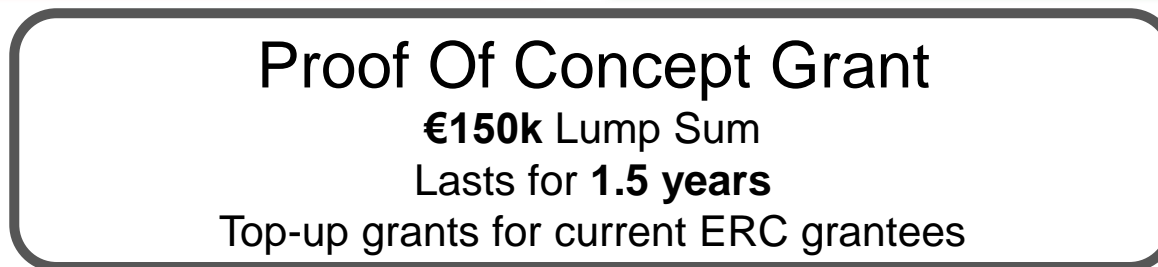 Proof Of Concept Grant
€150k Lump Sum
Lasts for 1.5 years
Top-up grants for current ERC grantees